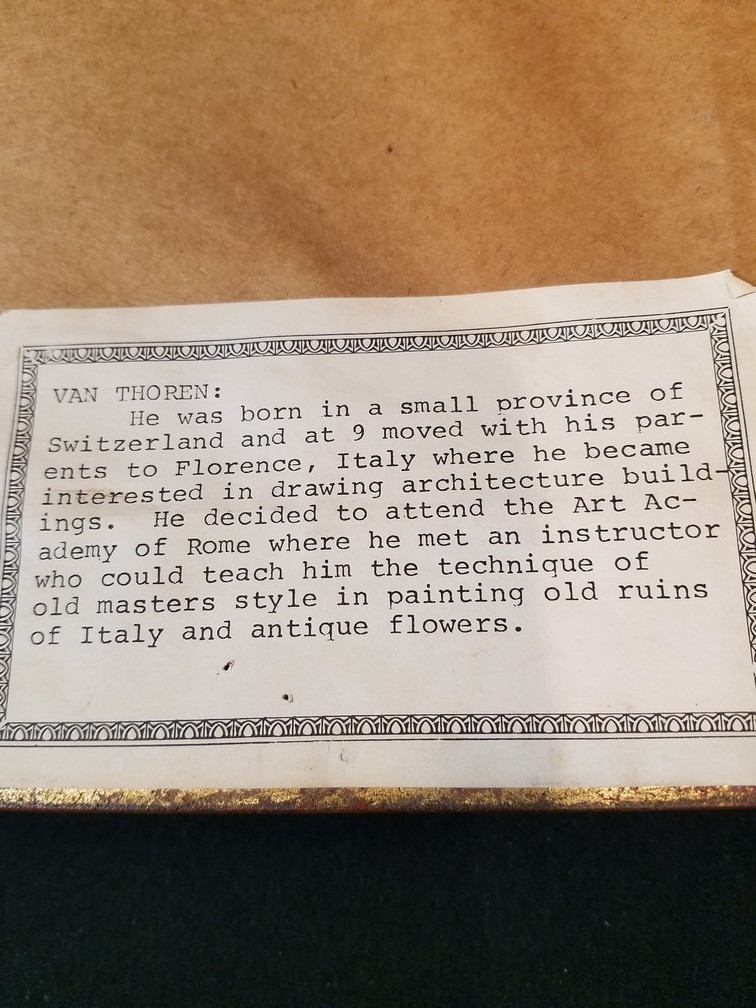 VAN THOREN:
He was born in a small province of
Switzerland and at 9 moved with his par-
ents to Florence, Italy where he became
interested in drawing architecture build-
ings. He decided to attend the Art Ac-
ademy of Rome where he met an instructor
who could teach him the technique of
old masters style in painting old ruins
of Italy and antique flowers.